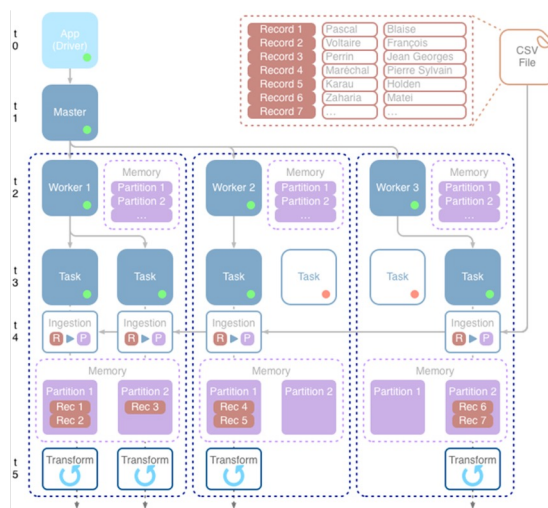 t
0
App
(Driver)
Record 1 Pascal Blaise
Record 2 Voltaire François
Record 3 Perrin Jean Georges
Record 4 Maréchal Pierre Sylvain
Record 5 Karau Holden
Record 6 Zaharia Matei
Record 7 ... ...
CSV
File
t
1
Master
t
2
Worker 1
Memory
Partition 1
Partition 2
...
Worker 2
Memory
Partition 1
Partition 2
...
Worker 3
Memory
Partition 1
Partition 2
...
t
3
Task Task Task Task Task Task
t
4
Ingestion Ingestion Ingestion Ingestion
R P R P R P R P
Memory Memory Memory
Partition 1 Partition 2 Partition 1 Partition 2 Partition 1 Partition 2
Rec 1 Rec 3 Rec 4 Rec 6
Rec 2 Rec 5 Rec 7
t
5
Transform Transform Transform Transform